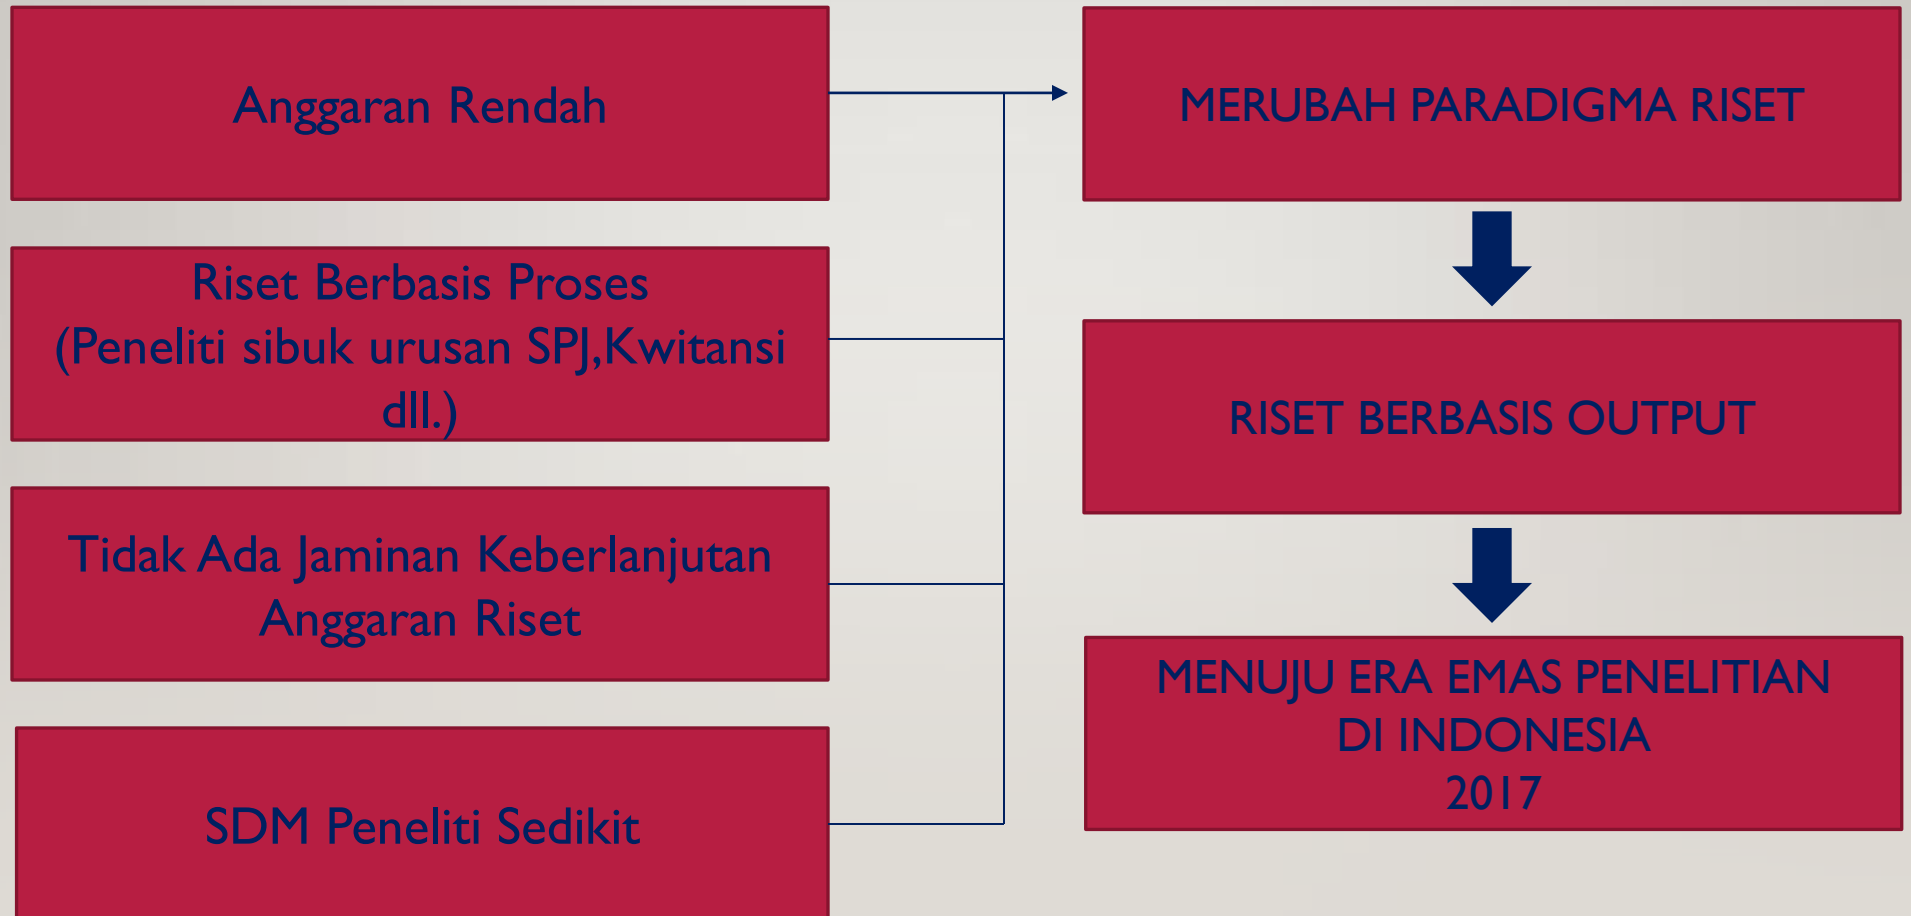 Anggaran Rendah
Riset Berbasis Proses
(Peneliti sibuk urusan SPJ,Kwitansi
dll.)
Tidak Ada Jaminan Keberlanjutan
Anggaran Riset
SDM Peneliti Sedikit
MERUBAH PARADIGMA RISET
RISET BERBASIS OUTPUT
MENUJU ERA EMAS PENELITIAN
DI INDONESIA
2017